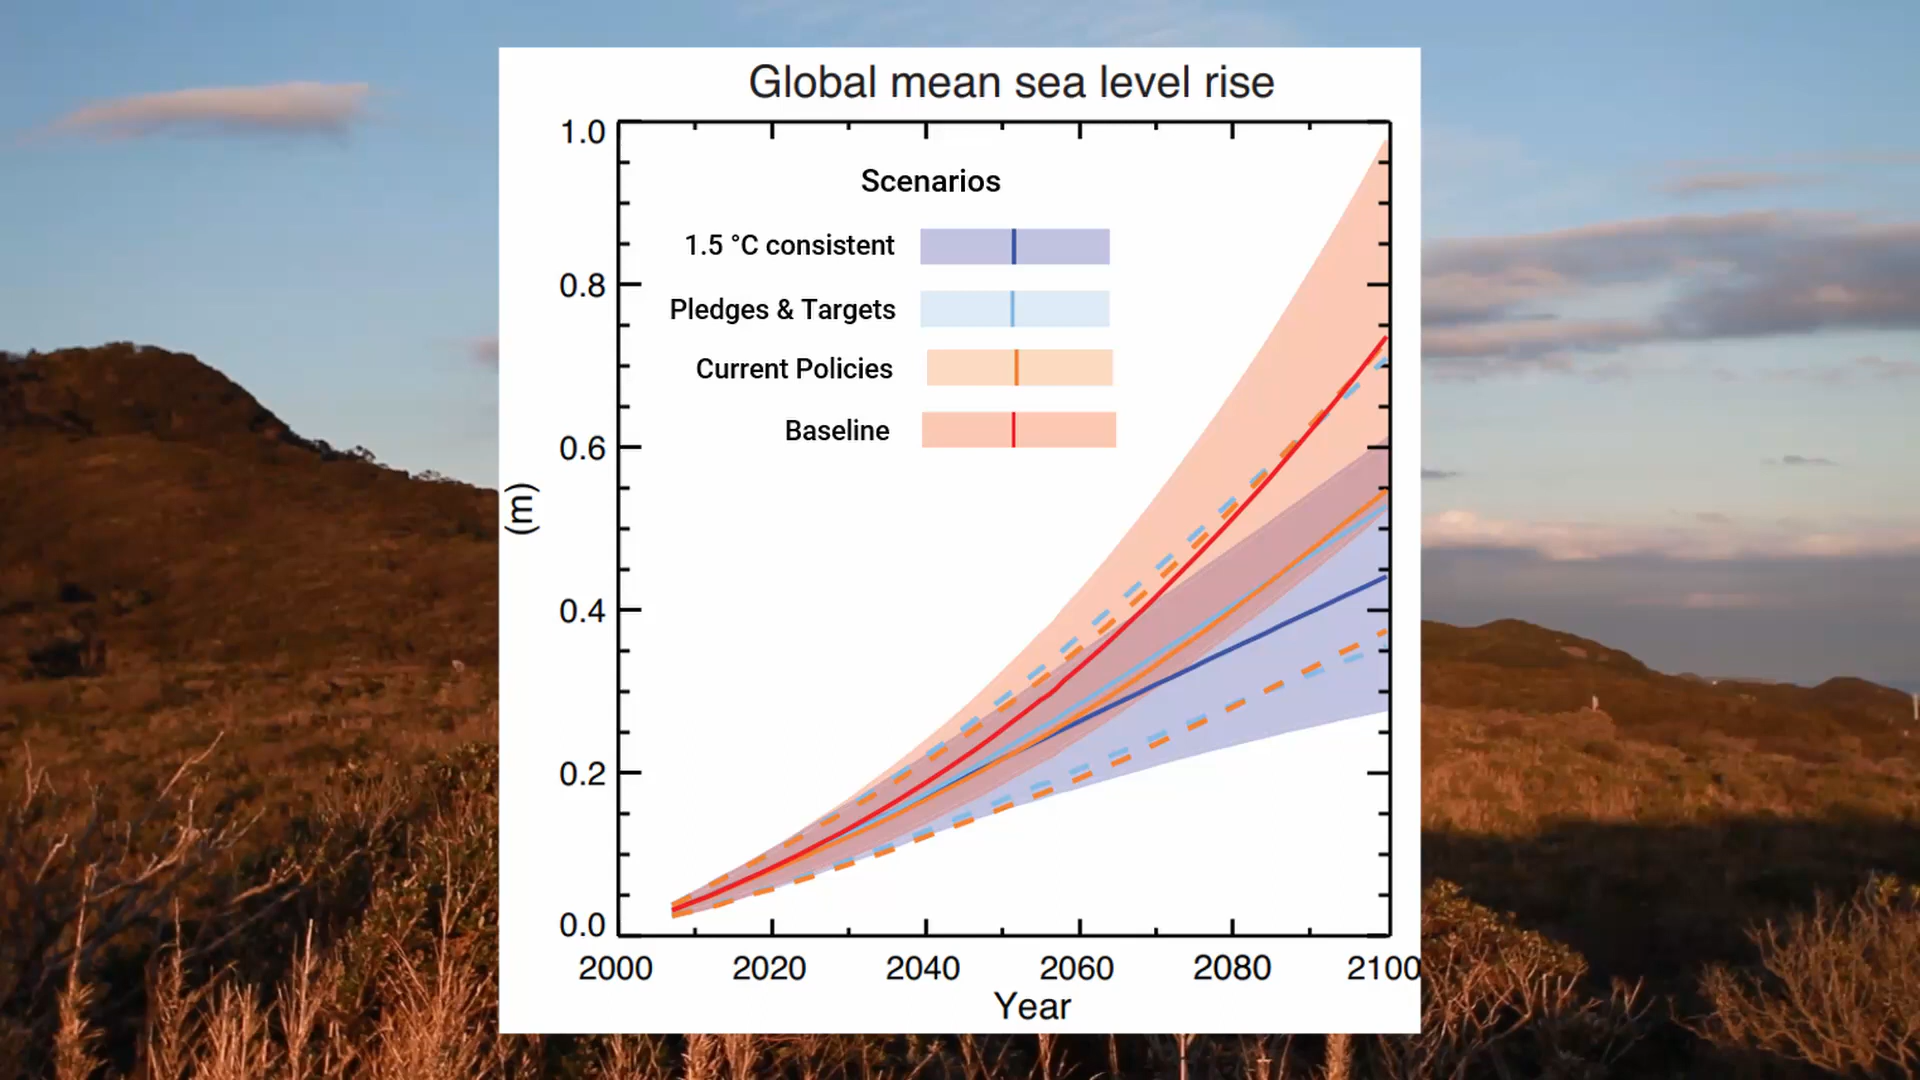 Global mean sea level rise
1.0
Scenarios
1.5 °C consistent
0.8
Pledges & Targets
Current Policies
Baseline
0.6
(m)
0.4
0.2
0.0
2000 2020 2040 2060 2080 2100
Year